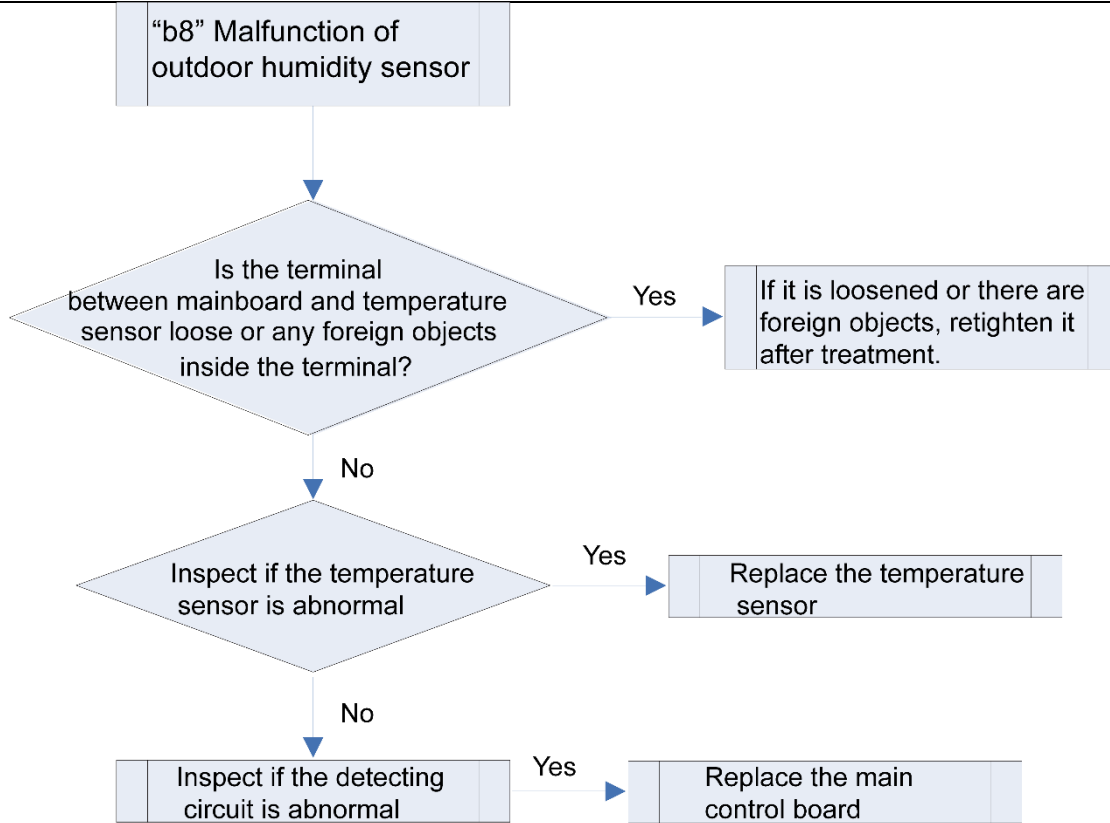 “b8” Malfunction of
outdoor humidity sensor
Is the terminal
between mainboard and temperature
sensor loose or any foreign objects
inside the terminal?
Yes
If it is loosened or there are
foreign objects, retighten it
after treatment.
No
Inspect if the temperature
sensor is abnormal
Yes
Replace the temperature
sensor
No
Inspect if the detecting
circuit is abnormal
Yes
Replace the main
control board